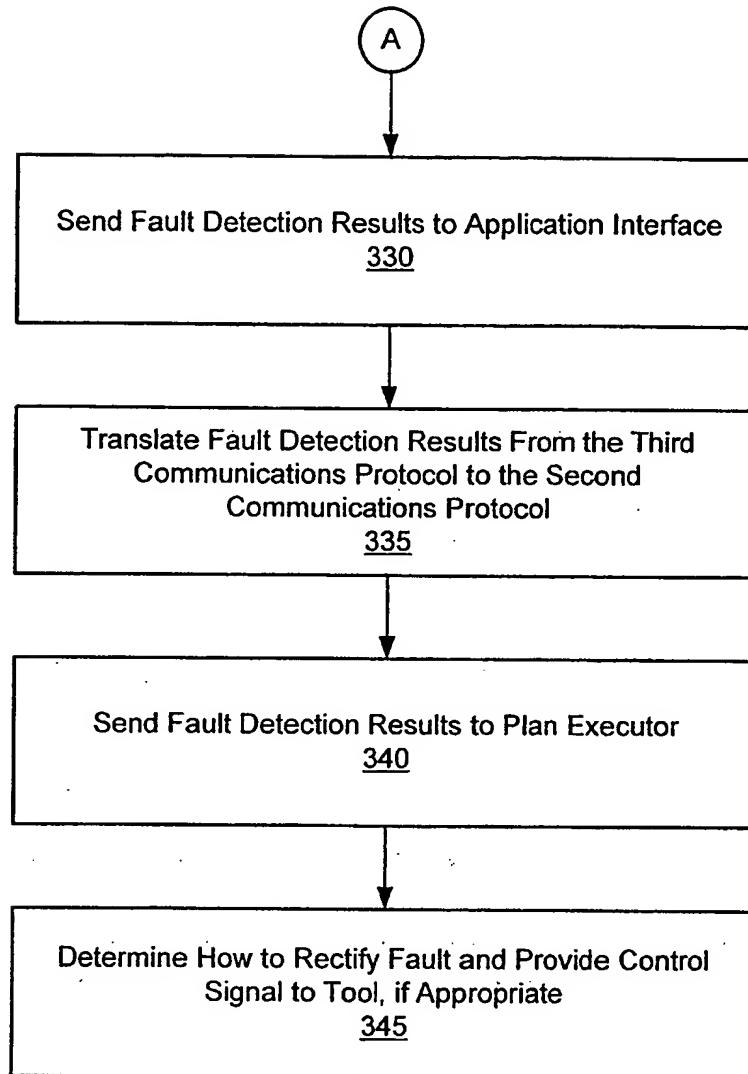 A
Send Fault Detection Results to Application Interface
330
Translate Fault Detection Results From the Third
Communications Protocol to the Second
Communications Protocol
335
Send Fault Detection Results to Plan Executor
340
Determine How to Rectify Fault and Provide Control
Signal to Tool, if Appropriate
345